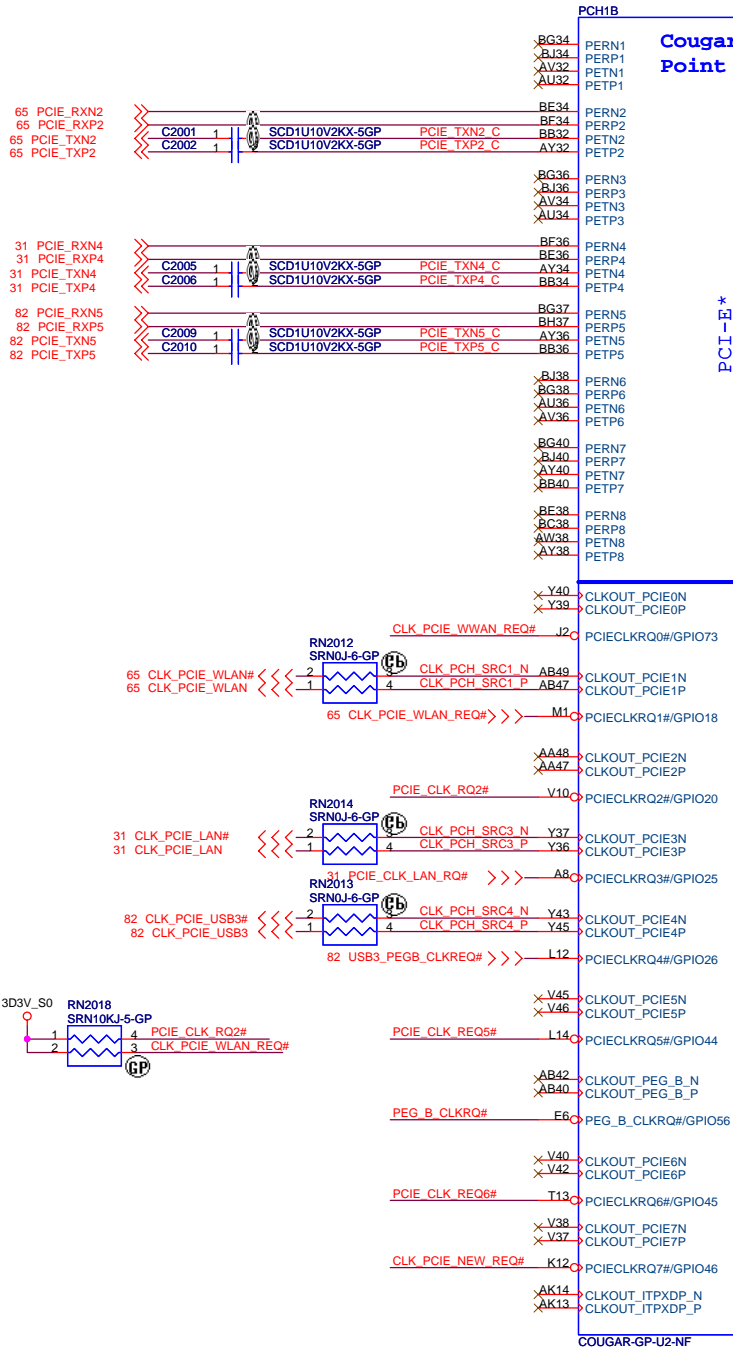 PCH1B
Cougar
Point
BG34 PERN1
BJ34 PERP1
AV32 PETN1
AU32 PETP1
65 PCIE_RXN2 BE34 PERN2
65 PCIE_RXP2 BF34 PERP2
65 PCIE_TXN2 C2001 1 SCD1U10V2KX-5GP PCIE_TXN2_C BB32 PETN2
65 PCIE_TXP2 C2002 1 2 SCD1U10V2KX-5GP PCIE_TXP2_C AY32 PETP2
BG36 PERN3
BJ36 PERP3
AV34 PETN3
AU34 PETP3
31 PCIE_RXN4 BF36 PERN4
31 PCIE_RXP4 BE36 PERP4
31 PCIE_TXN4 C2005 1 SCD1U10V2KX-5GP PCIE_TXN4_C AY34 PETN4
31 PCIE_TXP4 C2006 1 2 SCD1U10V2KX-5GP PCIE_TXP4_C BB34 PETP4
82 PCIE_RXN5 BG37 PERN5
82 PCIE_RXP5 BH37 PERP5
82 PCIE_TXN5 C2009 1 SCD1U10V2KX-5GP PCIE_TXN5_C AY36 PETN5
82 PCIE_TXP5 C2010 1 2 SCD1U10V2KX-5GP PCIE_TXP5_C BB36 PETP5
PCI-E*
BJ38 PERN6
BG38 PERP6
AU36 PETN6
AV36 PETP6
BG40 PERN7
BJ40 PERP7
AY40 PETN7
BB40 PETP7
BE38 PERN8
BC38 PERP8
AW38 PETN8
AY38 PETP8
Y40 CLKOUT_PCIE0N
Y39 CLKOUT_PCIE0P
CLK_PCIE_WWAN_REQ# J2 PCIECLKRQ0#/GPIO73
RN2012
SRN0J-6-GP
65 CLK_PCIE_WLAN# 2 3 CLK_PCH_SRC1_N AB49 CLKOUT_PCIE1N
65 CLK_PCIE_WLAN 1 4 CLK_PCH_SRC1_P AB47 CLKOUT_PCIE1P
65 CLK_PCIE_WLAN_REQ# M1 PCIECLKRQ1#/GPIO18
AA48 CLKOUT_PCIE2N
AA47 CLKOUT_PCIE2P
PCIE_CLK_RQ2# V10 PCIECLKRQ2#/GPIO20
RN2014
SRN0J-6-GP
31 CLK_PCIE_LAN# 2 3 CLK_PCH_SRC3_N Y37 CLKOUT_PCIE3N
31 CLK_PCIE_LAN 1 4 CLK_PCH_SRC3_P Y36 CLKOUT_PCIE3P
31 PCIE_CLK_LAN_RQ# A8 PCIECLKRQ3#/GPIO25
RN2013
SRN0J-6-GP
82 CLK_PCIE_USB3# 2 3 CLK_PCH_SRC4_N Y43 CLKOUT_PCIE4N
82 CLK_PCIE_USB3 1 4 CLK_PCH_SRC4_P Y45 CLKOUT_PCIE4P
82 USB3_PEGB_CLKREQ# L12 PCIECLKRQ4#/GPIO26
V45 CLKOUT_PCIE5N
V46 CLKOUT_PCIE5P
3D3V_S0
RN2018
SRN10KJ-5-GP
1 4 PCIE_CLK_RQ2#
2 3 CLK_PCIE_WLAN_REQ#
GP
PCIE_CLK_REQ5# L14 PCIECLKRQ5#/GPIO44
AB42 CLKOUT_PEG_B_N
AB40 CLKOUT_PEG_B_P
PEG_B_CLKRQ# E6 PEG_B_CLKRQ#/GPIO56
V40 CLKOUT_PCIE6N
V42 CLKOUT_PCIE6P
PCIE_CLK_REQ6# T13 PCIECLKRQ6#/GPIO45
V38 CLKOUT_PCIE7N
V37 CLKOUT_PCIE7P
CLK_PCIE_NEW_REQ# K12 PCIECLKRQ7#/GPIO46
AK14 CLKOUT_ITPXDP_N
AK13 CLKOUT_ITPXDP_P
COUGAR-GP-U2-NF